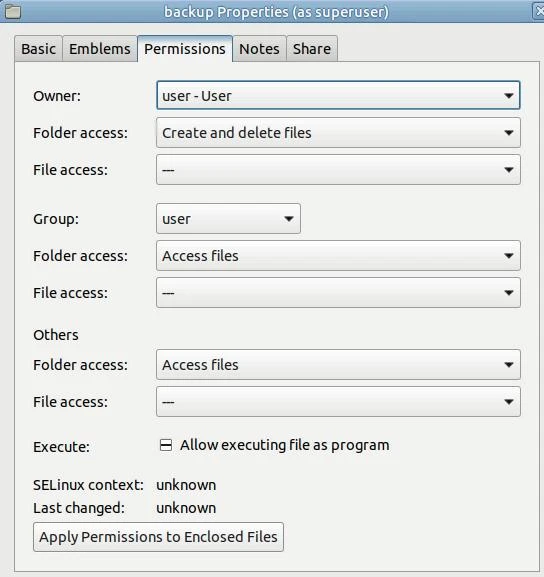 backup Properties (as superuser)
Basic Emblems Permissions Notes Share
Owner: user - User
Folder access: Create and delete files
File access: ---
Group: user
Folder access: Access files
File access: ---
Others
Folder access: Access files
File access: ---
Execute: Allow executing file as program
SELinux context: unknown
Last changed: unknown
Apply Permissions to Enclosed Files